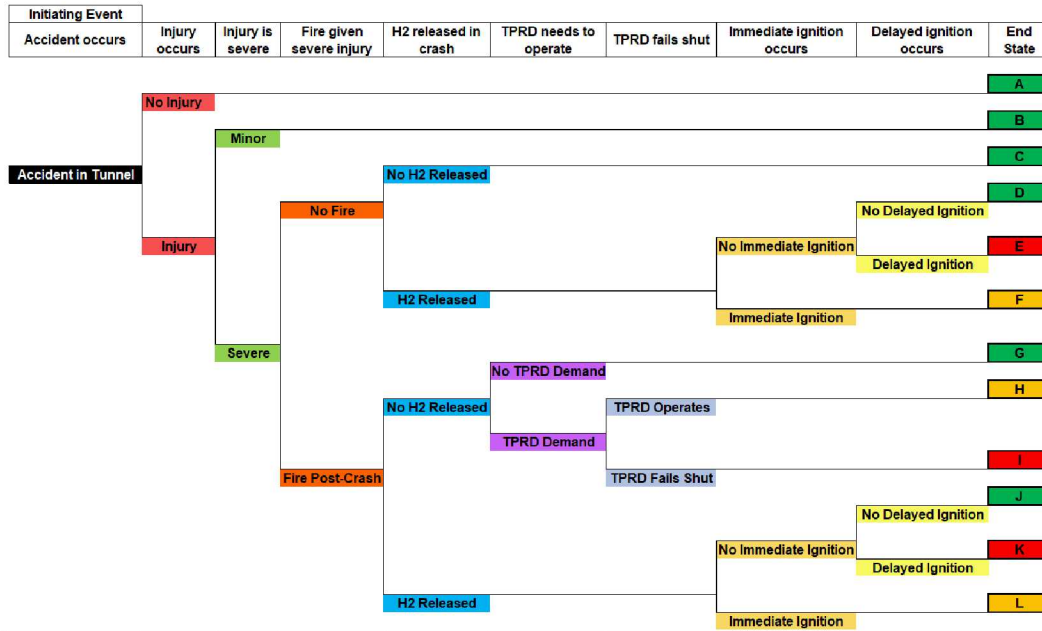 Initiating Event
Accident occurs
Injury
occurs
Injury is
severe
Fire given
severe injury
H2 released in
crash
TPRD needs to
operate
TPRD fails shut
Immediate ignition
occurs
Delayed ignition
occurs
End
State
A
No Injury
B
Minor
C
Accident in Tunnel
No H2 Released
D
No Fire
No Delayed Ignition
Injury
No Immediate Ignition
E
Delayed Ignition
H2 Released
F
Immediate Ignition
Severe
G
No TPRD Demand
H
No H2 Released
TPRD Operates
TPRD Demand
I
Fire Post-Crash
TPRD Fails Shut
J
No Delayed Ignition
No Immediate Ignition
K
Delayed Ignition
H2 Released
L
Immediate Ignition